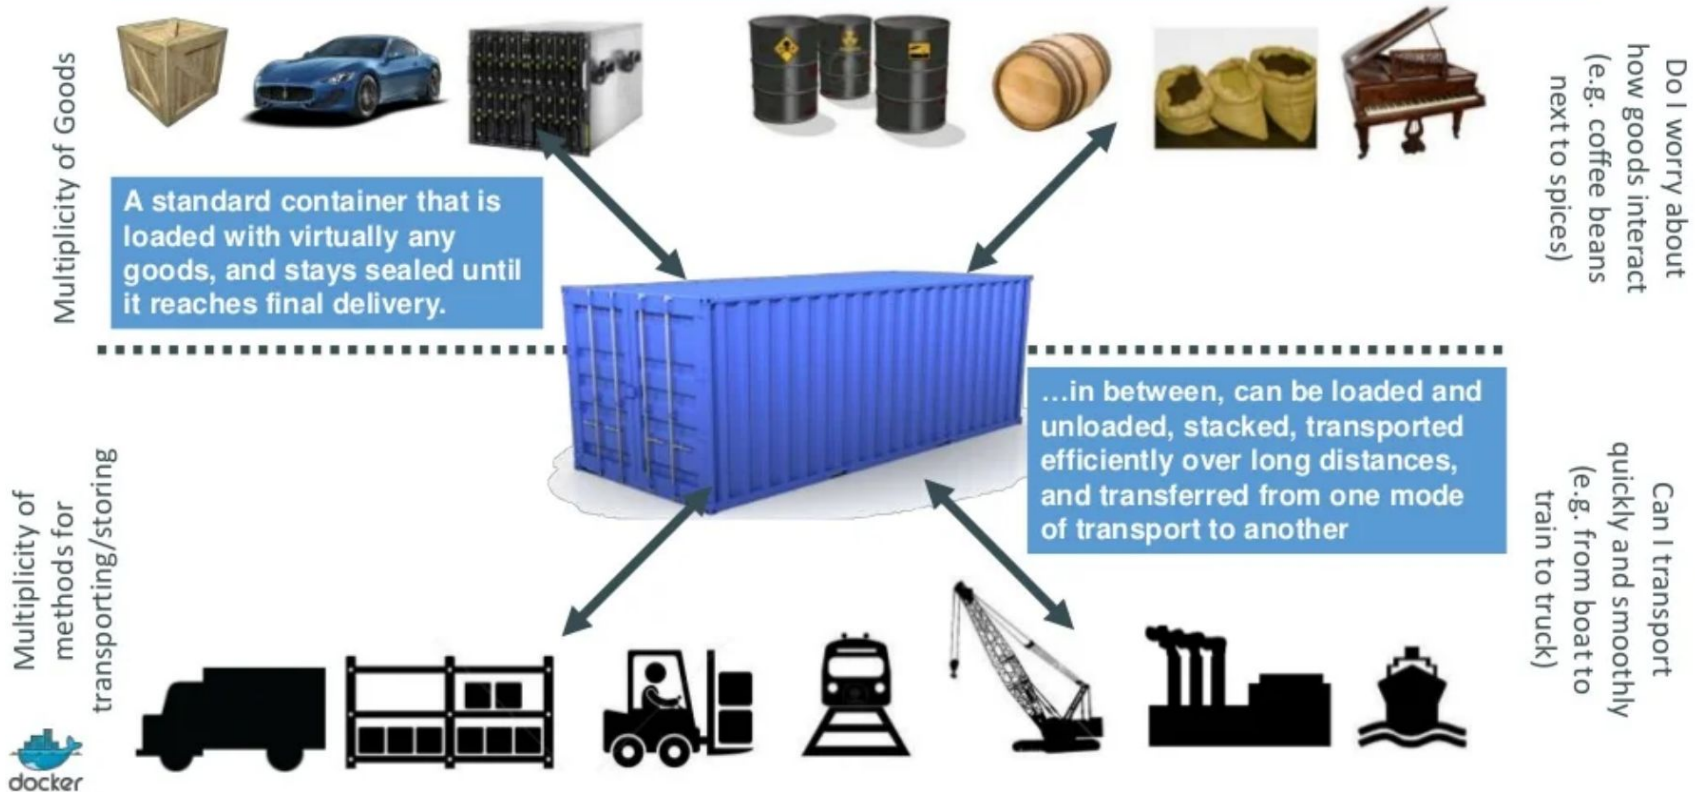 Multiplicity of Goods
Do I worry about
how goods interact
(e.g. coffee beans
next to spices)
A standard container that is
loaded with virtually any
goods, and stays sealed until
it reaches final delivery.
…in between, can be loaded and
unloaded, stacked, transported
efficiently over long distances,
and transferred from one mode
of transport to another
Multiplicity of
methods for
transporting/storing
Can I transport
quickly and smoothly
(e.g. from boat to
train to truck)
docker